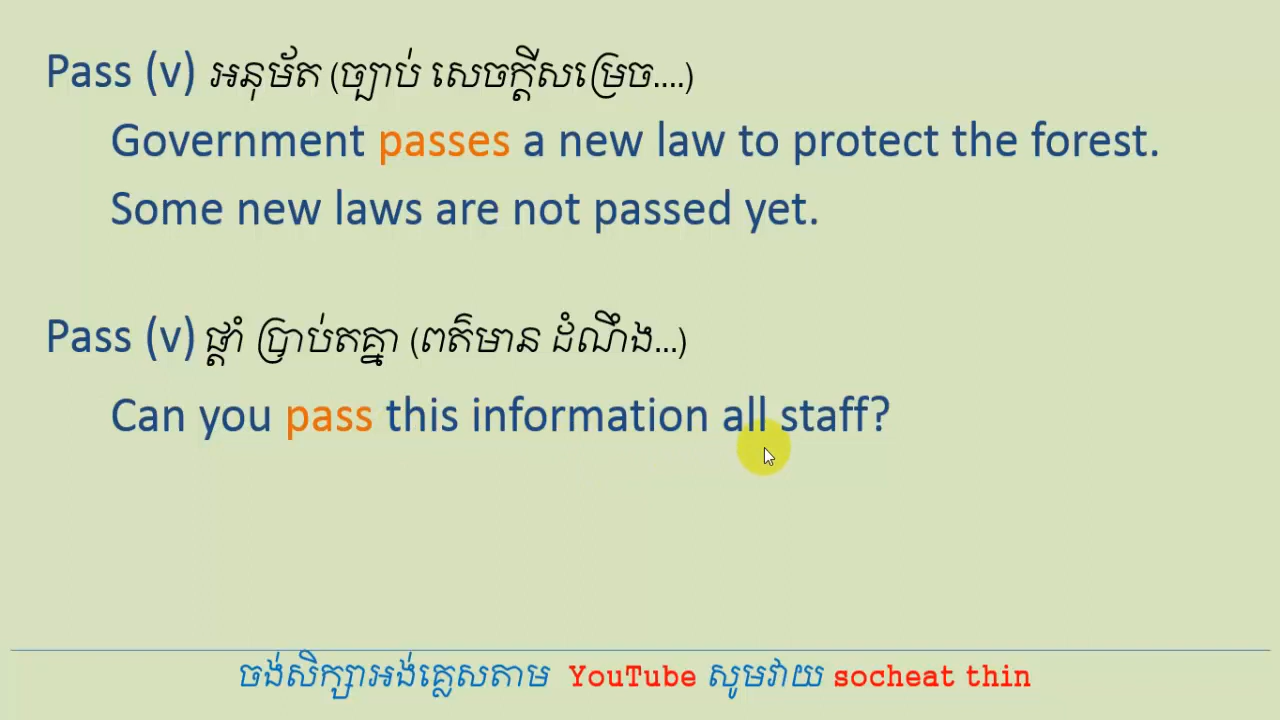 Pass (v) អនុម័ត (ច្បាប់ សេចក្តីសម្រេច....)
Government passes a new law to protect the forest.
Some new laws are not passed yet.
Pass (v) ផ្តាំ ប្រាប់តគ្នា (ពត៌មាន ដំណឹង...)
Can you pass this information all staff?
ចង់សិក្សាអង់គ្លេសតាម YouTube សូមវាយ socheat thin